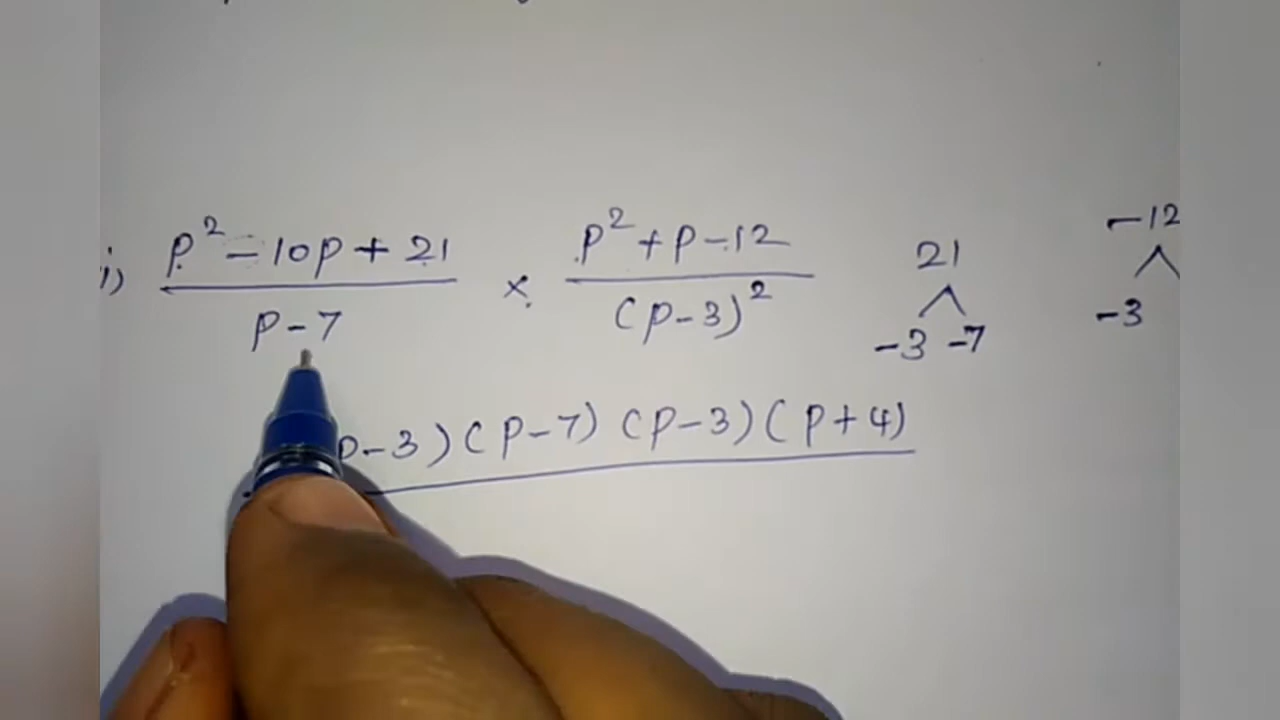 i) p² - 10p + 21 / p - 7 × p² + p - 12 / (p - 3)²
21
-3 -7
-12
-3
p - 3) (p - 7) (p - 3) (p + 4)